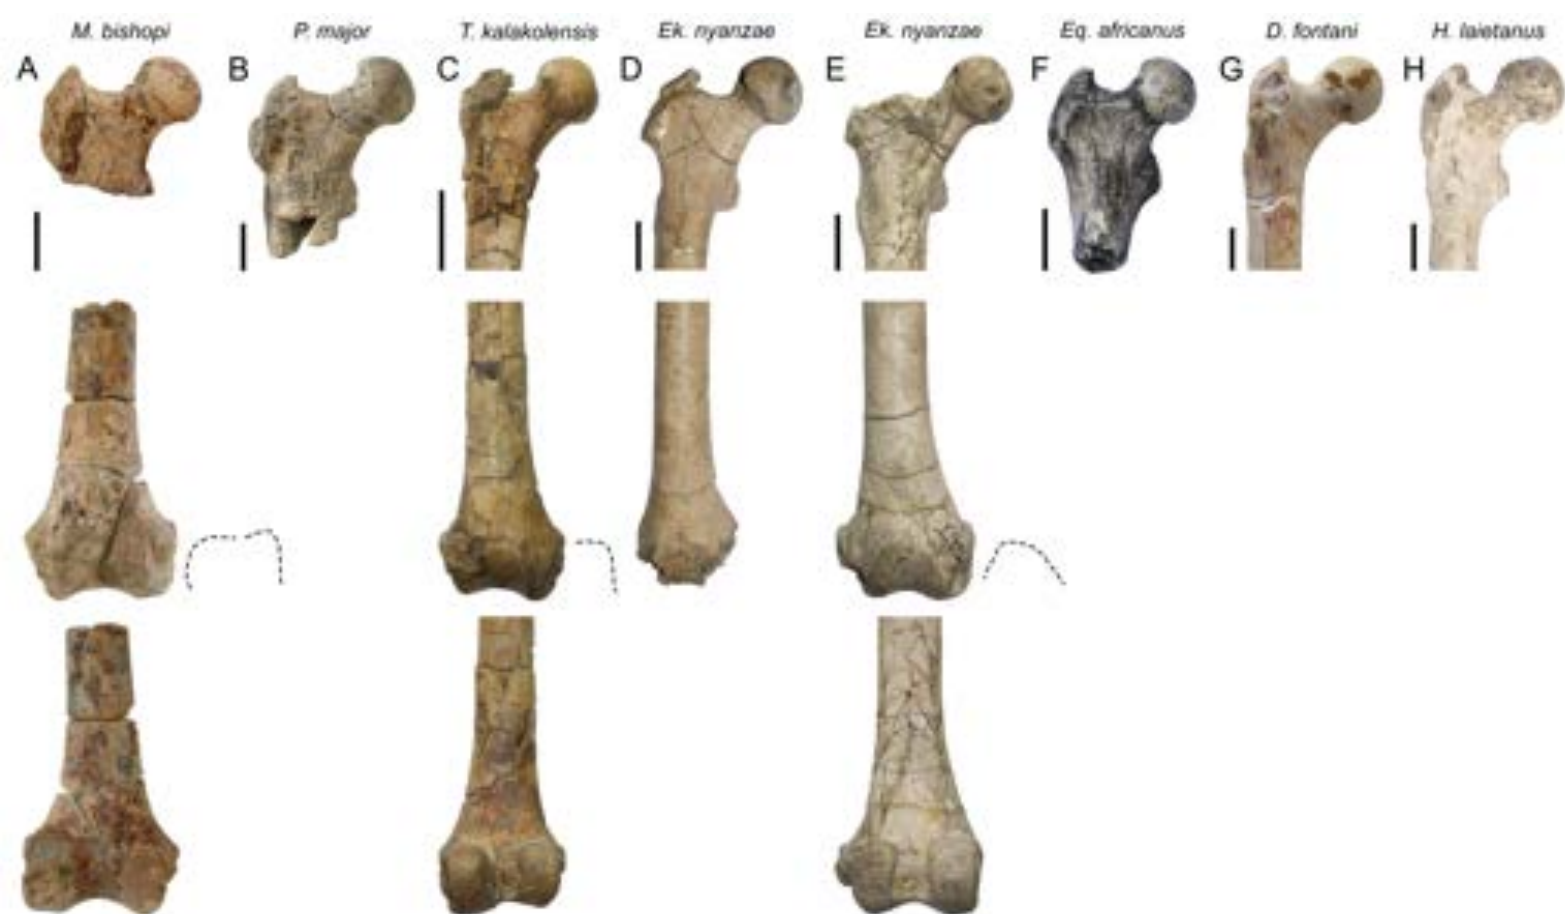 M. bishopi P. major T. kalakolensis Ek. nyanzae Ek. nyanzae Eq. africanus D. fontani H. laietanus
A B C D E F G H